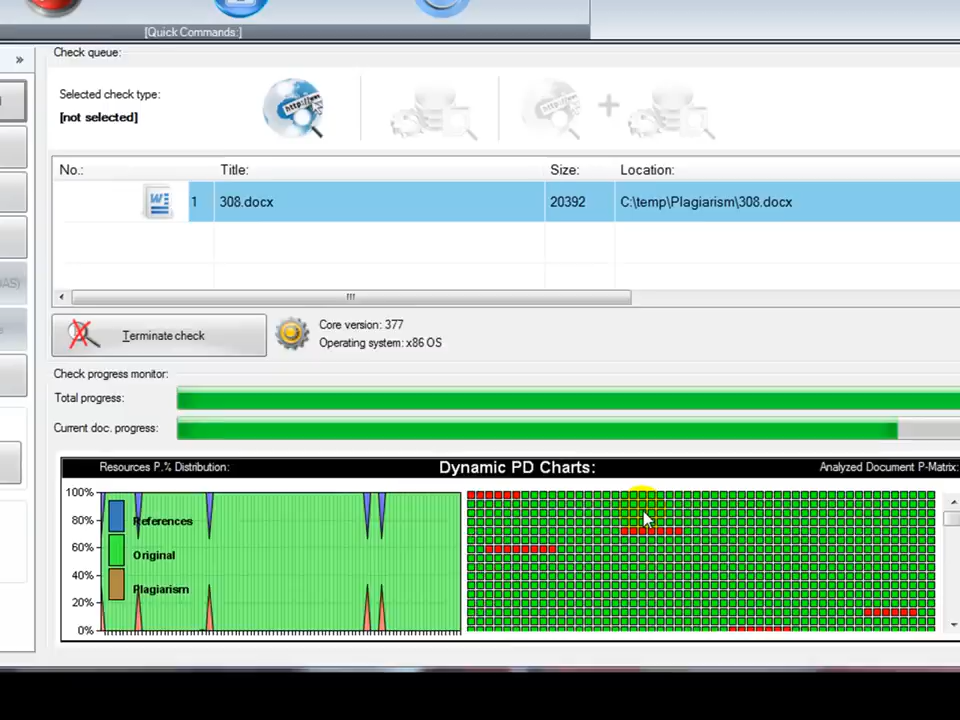 [Quick Commands:]
»
Check queue:
Selected check type:
[not selected]
No.: Title: Size: Location:
1 308.docx 20392 C:\temp\Plagiarism\308.docx
Terminate check
Core version: 377
Operating system: x86 OS
Check progress monitor:
Total progress:
Current doc. progress:
Resources P.% Distribution: Dynamic PD Charts: Analyzed Document P-Matrix:
100%
80% References
60% Original
40% Plagiarism
20%
0%